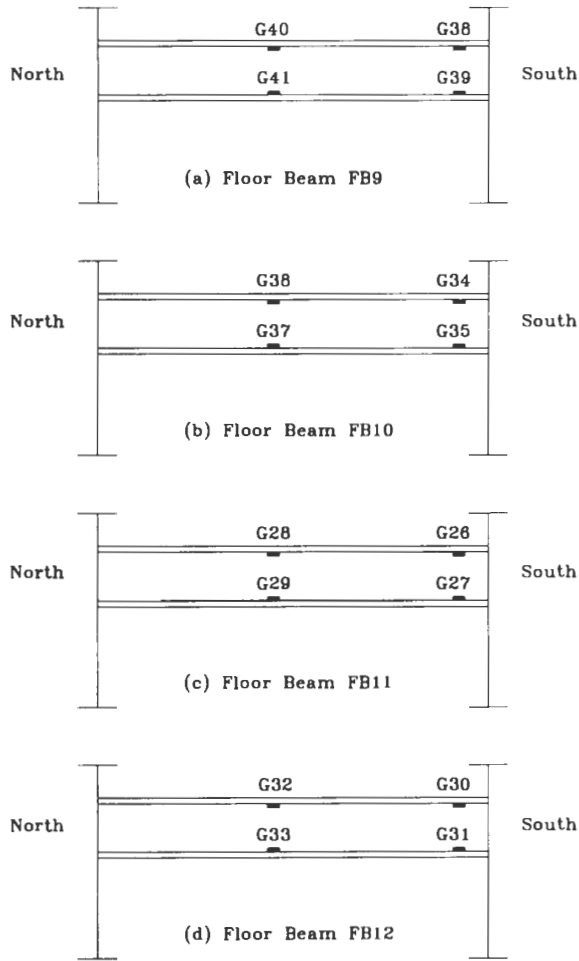 G40 G38
North South
G41 G39
(a) Floor Beam FB9
G38 G34
North South
G37 G35
(b) Floor Beam FB10
G28 G26
North South
G29 G27
(c) Floor Beam FB11
G32 G30
North South
G33 G31
(d) Floor Beam FB12